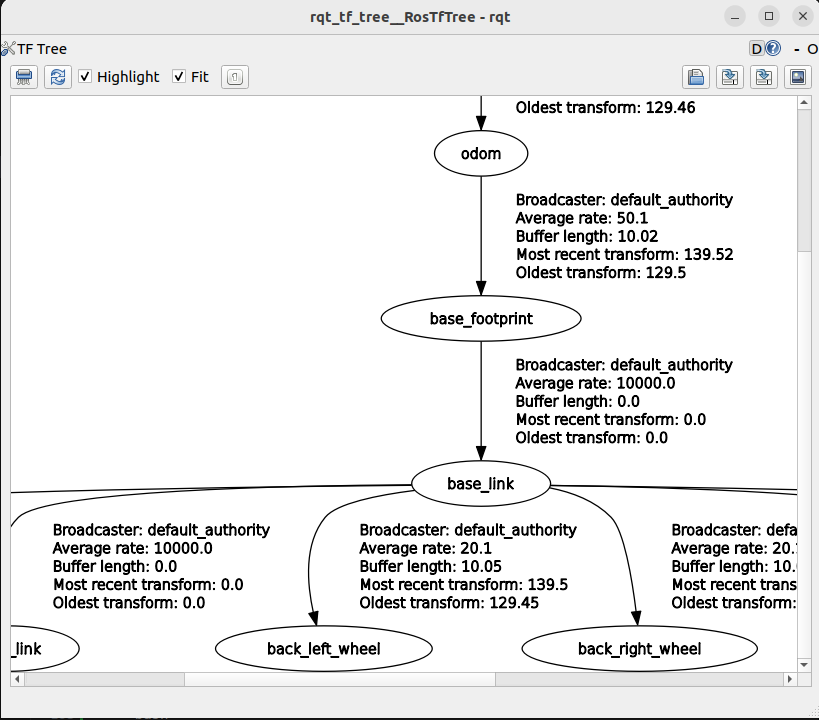 rqt_tf_tree__RosTfTree - rqt
TF Tree
D
?
- O
Highlight
Fit
Oldest transform: 129.46
odom
Broadcaster: default_authority
Average rate: 50.1
Buffer length: 10.02
Most recent transform: 139.52
Oldest transform: 129.5
base_footprint
Broadcaster: default_authority
Average rate: 10000.0
Buffer length: 0.0
Most recent transform: 0.0
Oldest transform: 0.0
base_link
Broadcaster: default_authority
Average rate: 10000.0
Buffer length: 0.0
Most recent transform: 0.0
Oldest transform: 0.0
Broadcaster: default_authority
Average rate: 20.1
Buffer length: 10.05
Most recent transform: 139.5
Oldest transform: 129.45
Broadcaster: defa
Average rate: 20.
Buffer length: 10.
Most recent trans
Oldest transform:
_link
back_left_wheel
back_right_wheel